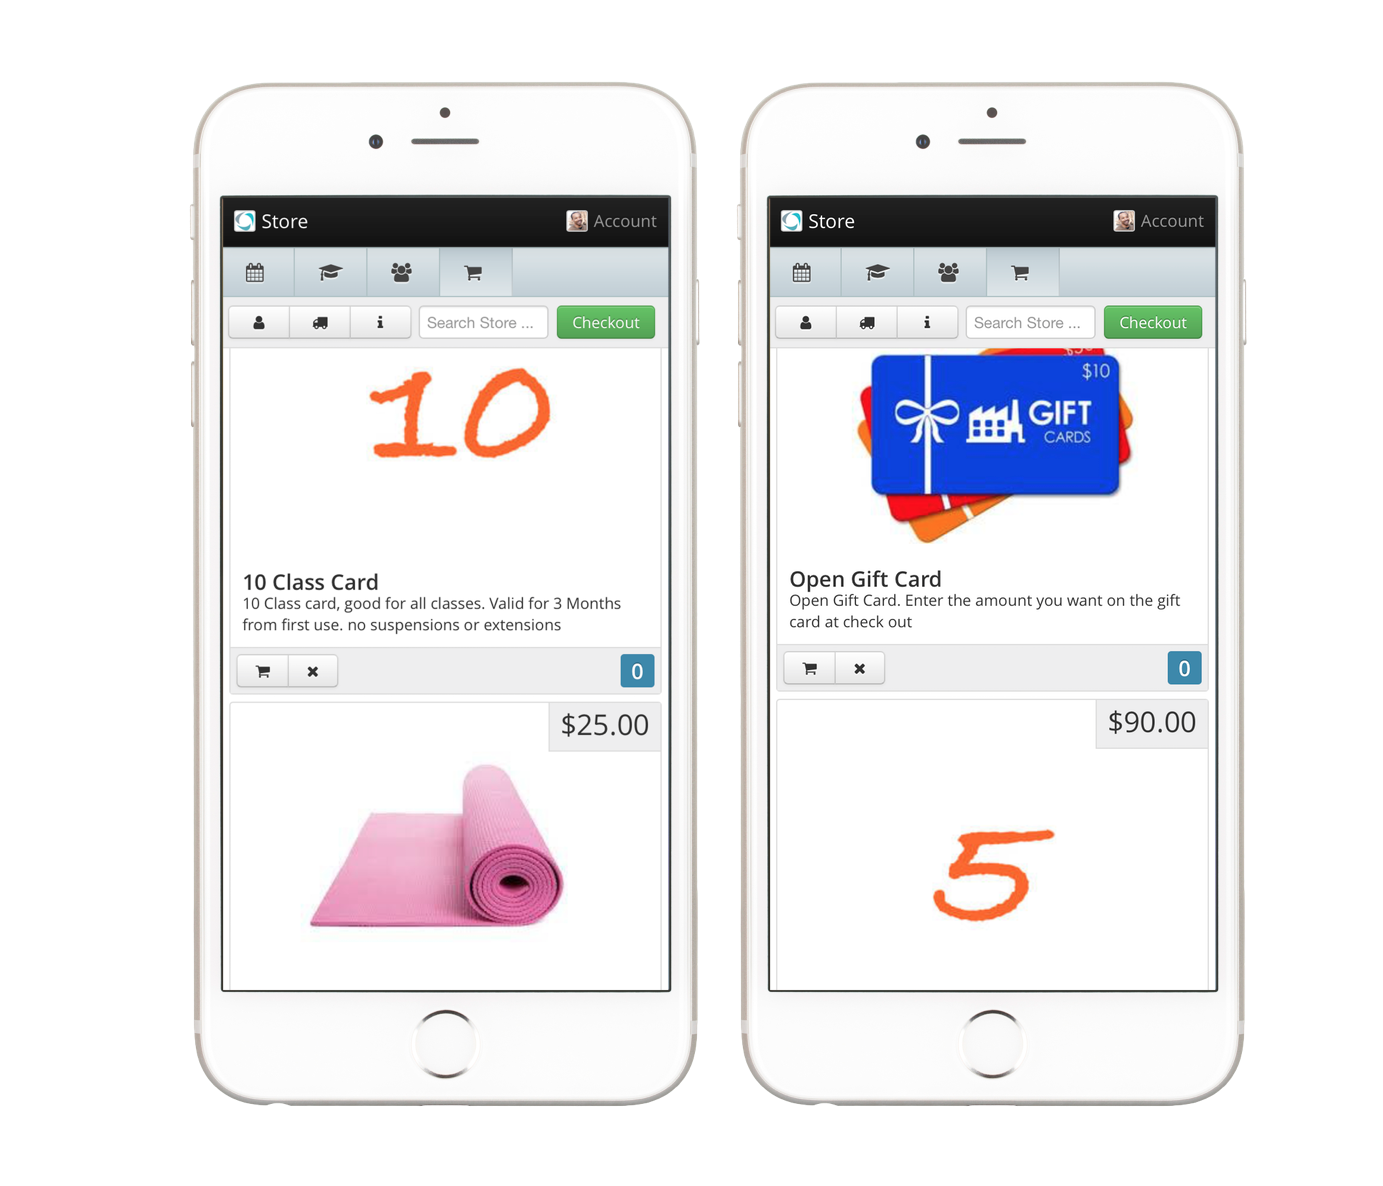 Store
Account
Search Store ...
Checkout
10
10 Class Card
10 Class card, good for all classes. Valid for 3 Months
from first use. no suspensions or extensions
0
$25.00
Store
Account
Search Store ...
Checkout
$10
GIFT
CARDS
Open Gift Card
Open Gift Card. Enter the amount you want on the gift
card at check out
0
$90.00
5